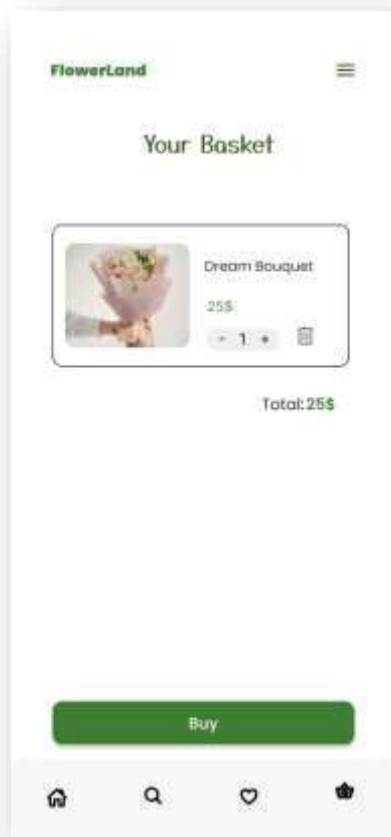 FlowerLand
Your Basket
Dream Bouquet
25$
- 1 +
Total:25$
Buy